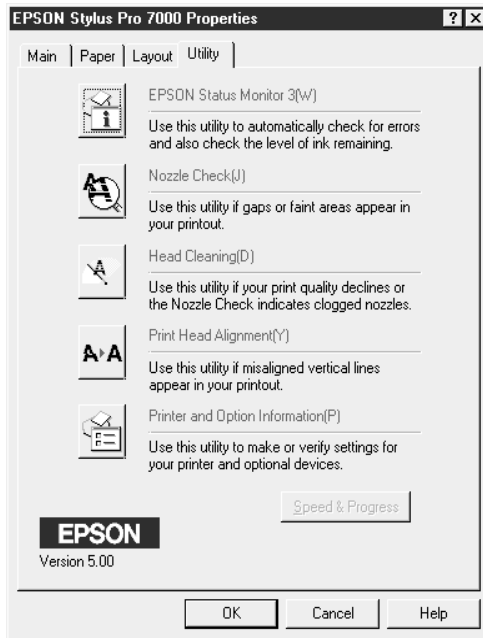 EPSON Stylus Pro 7000 Properties ? ×
Main Paper Layout Utility
EPSON Status Monitor 3(W)
Use this utility to automatically check for errors
and also check the level of ink remaining.
Nozzle Check(J)
Use this utility if gaps or faint areas appear in
your printout.
Head Cleaning(D)
Use this utility if your print quality declines or
the Nozzle Check indicates clogged nozzles.
A▸A
Print Head Alignment(Y)
Use this utility if misaligned vertical lines
appear in your printout.
Printer and Option Information(P)
Use this utility to make or verify settings for
your printer and optional devices.
Speed & Progress
EPSON
Version 5.00
OK Cancel Help